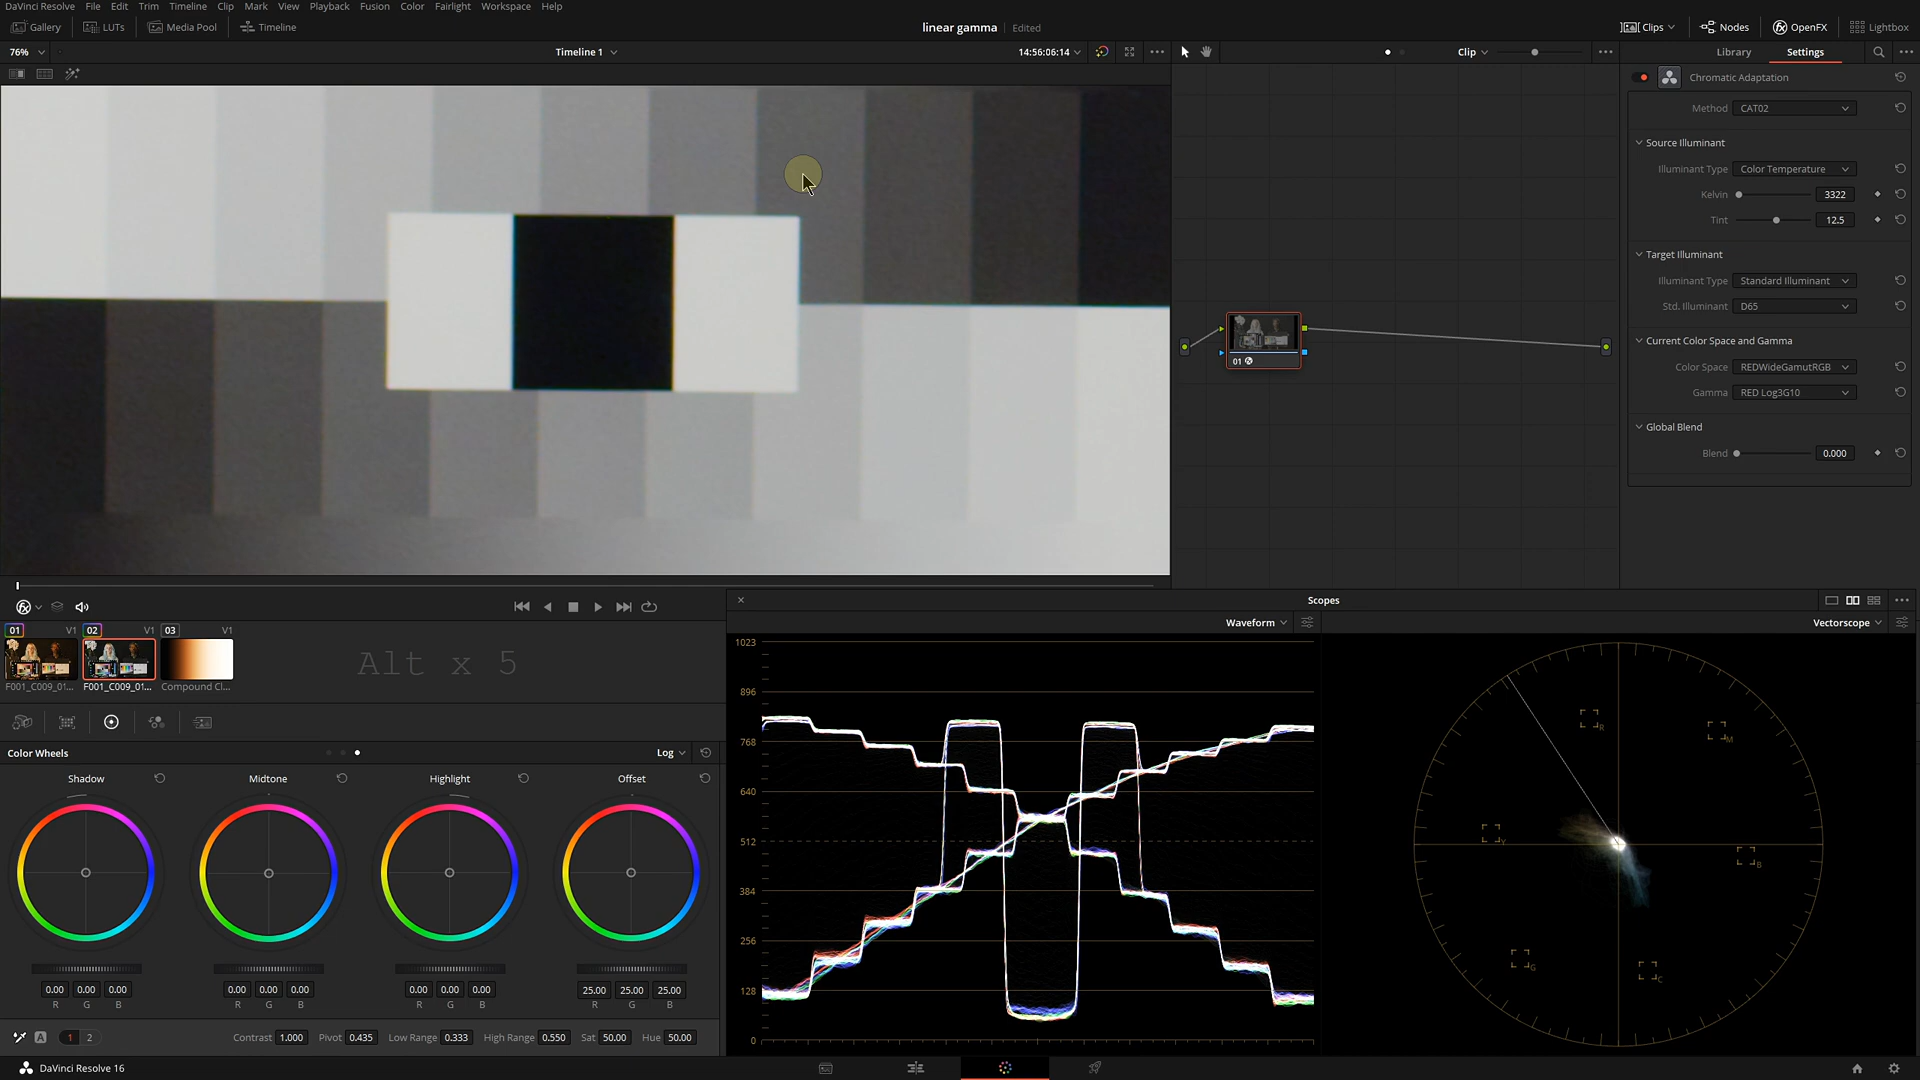 DaVinci Resolve File Edit Trim Timeline Clip Mark View Playback Fusion Color Fairlight Workspace Help
Gallery LUTs Media Pool Timeline linear gamma Edited Clips Nodes OpenFX Lightbox
76% Timeline 1 14:56:06:14 Clip Library Settings
Chromatic Adaptation
Method CAT02
Source Illuminant
Illuminant Type Color Temperature
Kelvin 3322
Tint 12.5
Target Illuminant
Illuminant Type Standard Illuminant
Std. Illuminant D65
Current Color Space and Gamma
Color Space REDWideGamutRGB
Gamma RED Log3G10
Global Blend
Blend 0.000
01
Scopes
Waveform Vectorscope
01 V1 02 V1 03 V1
F001_C009_01... F001_C009_01... Compound Cl...
Alt x 5
Color Wheels Log
Shadow Midtone Highlight Offset
0.00 0.00 0.00 0.00 0.00 0.00 0.00 0.00 0.00 25.00 25.00 25.00
R G B R G B R G B R G B
A 1 2 Contrast 1.000 Pivot 0.435 Low Range 0.333 High Range 0.550 Sat 50.00 Hue 50.00
1023
896
768
640
512
384
256
128
0
R
M
Y
B
G
C
DaVinci Resolve 16